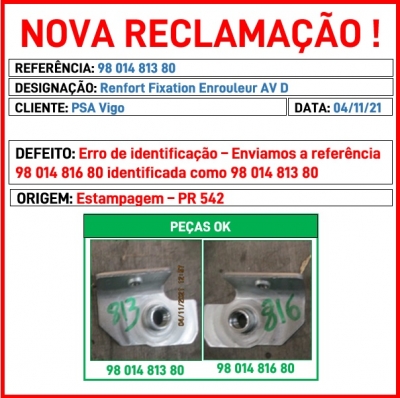 NOVA RECLAMAÇÃO !
REFERÊNCIA: 98 014 813 80
DESIGNAÇÃO: Renfort Fixation Enrouleur AV D
CLIENTE: PSA Vigo
DATA: 04/11/21
DEFEITO: Erro de identificação – Enviamos a referência
98 014 816 80 identificada como 98 014 813 80
ORIGEM: Estampagem – PR 542
PEÇAS OK
813
816
98 014 813 80
98 014 816 80